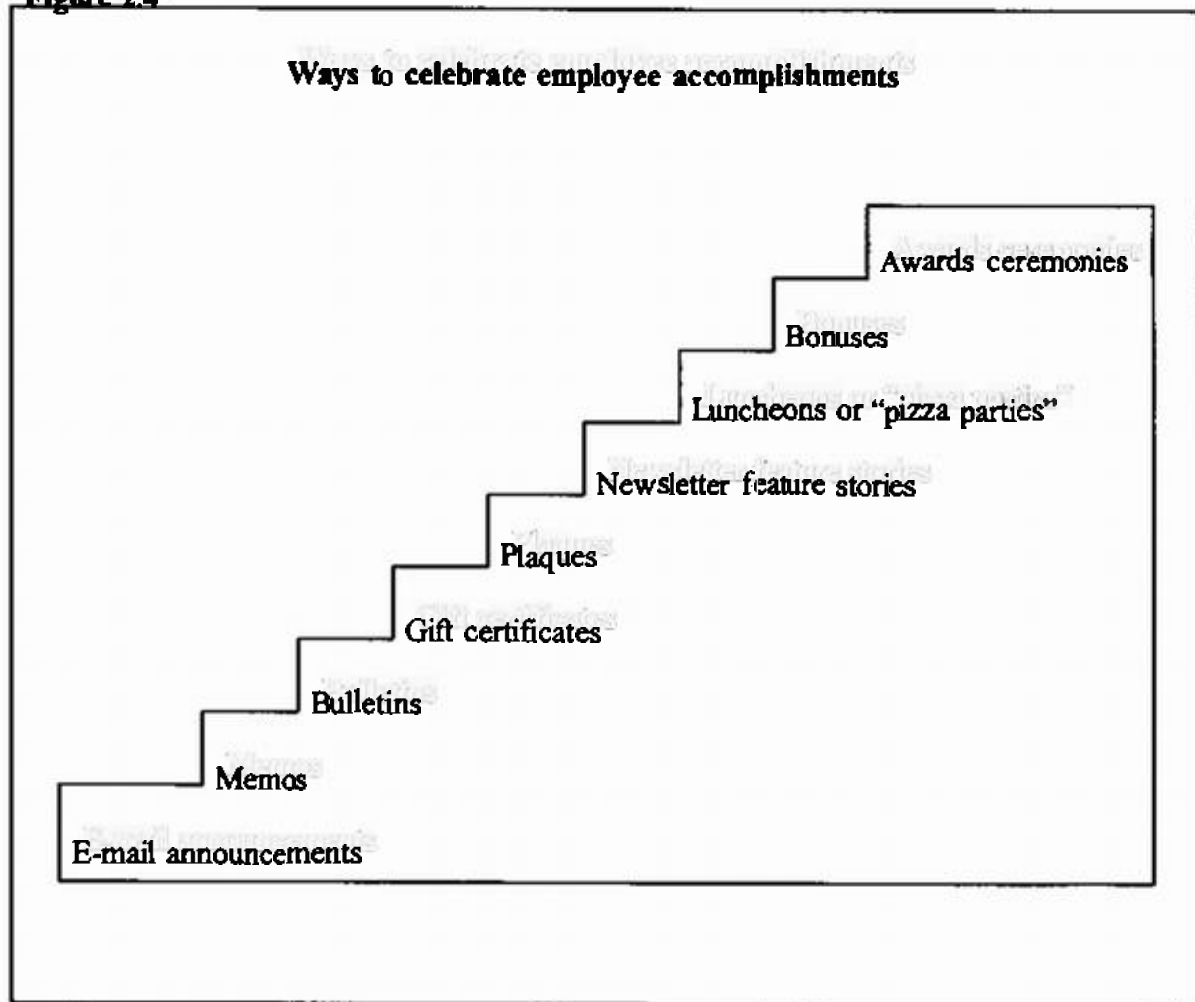 Ways to celebrate employee accomplishments
Awards ceremonies
Bonuses
Luncheons or “pizza parties”
Newsletter feature stories
Plaques
Gift certificates
Bulletins
Memos
E-mail announcements